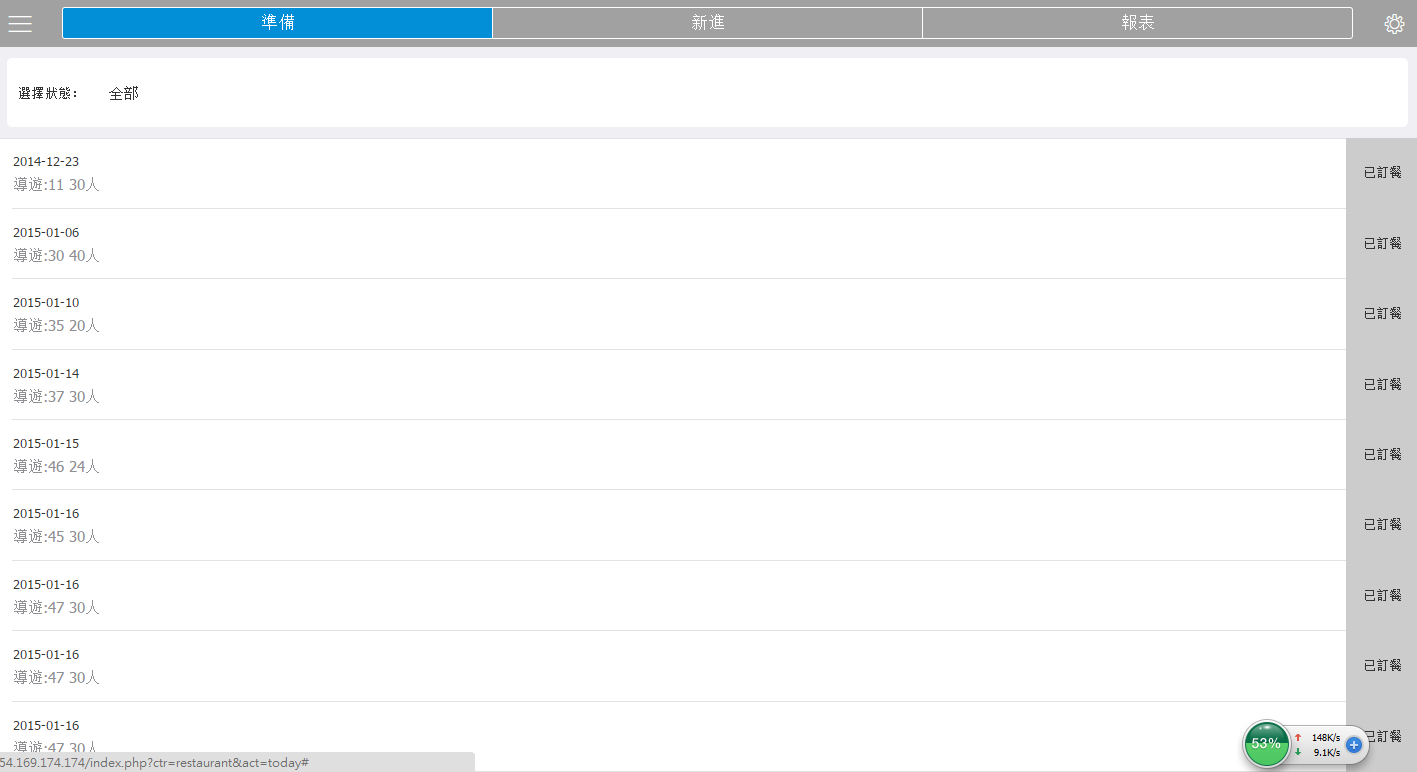 準備 新進 報表
選擇狀態： 全部
2014-12-23
導遊:11 30人
已訂餐
2015-01-06
導遊:30 40人
已訂餐
2015-01-10
導遊:35 20人
已訂餐
2015-01-14
導遊:37 30人
已訂餐
2015-01-15
導遊:46 24人
已訂餐
2015-01-16
導遊:45 30人
已訂餐
2015-01-16
導遊:47 30人
已訂餐
2015-01-16
導遊:47 30人
已訂餐
2015-01-16
導遊:47 30人
已訂餐
53%
148K/s
9.1K/s
54.169.174.174/index.php?ctr=restaurant&act=today#